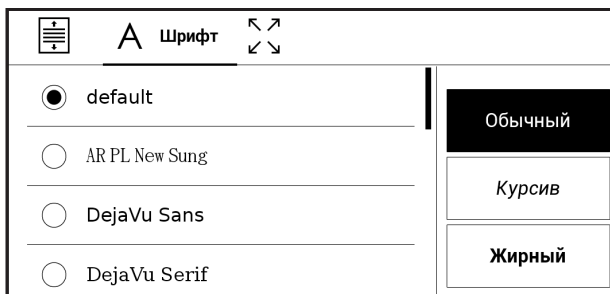 A Шрифт
default
AR PL New Sung
DejaVu Sans
DejaVu Serif
Обычный
Курсив
Жирный